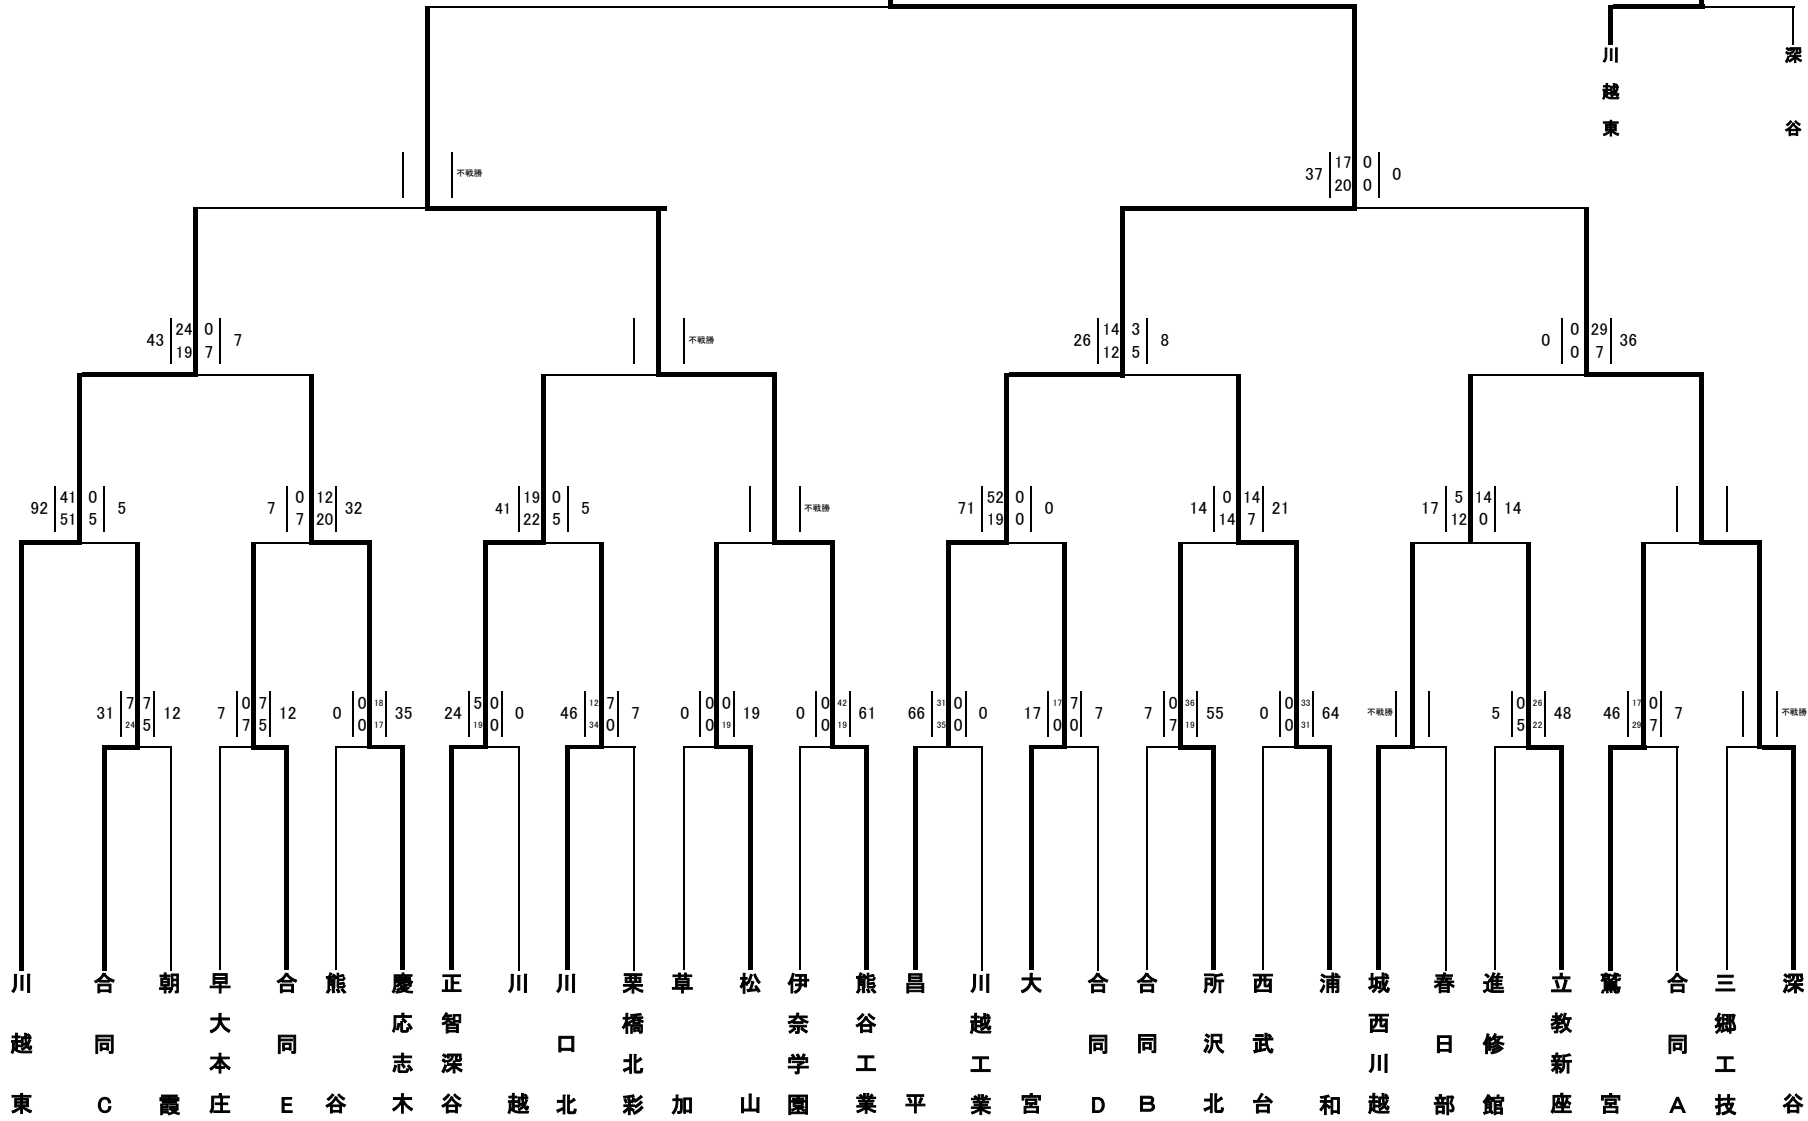 川越東
深谷
不戦勝
37 17 0 0
20 0
43 24 0 7
19 7
不戦勝
26 14 3 8
12 5
0 0 29 36
0 7
92 41 0 5
51 5
7 0 12 32
7 20
41 19 0 5
22 5
不戦勝
71 52 0 0
19 0
14 0 14 21
14 7
17 5 14 14
12 0
31 7 7 12
24 5
7 0 7 12
7 5
0 0 18 35
0 17
24 5 0 0
19 0
46 12 7 7
34 0
0 0 0 19
0 19
0 0 42 61
0 19
66 31 0 0
35 0
17 17 7 7
0 0
7 0 36 55
7 19
0 0 33 64
0 31
不戦勝
5 0 26 48
5 22
46 17 0 7
29 7
不戦勝
川越東
合同C
朝霞
早大本庄
合同E
熊谷
慶応志木
正智深谷
川越
川口北
栗橋北彩
草加
松山
伊奈学園
熊谷工業
昌平
川越工業
大宮
合同D
合同B
所沢北
西武台
浦和
城西川越
春日部
進修館
立教新座
鷲宮
合同A
三郷工技
深谷